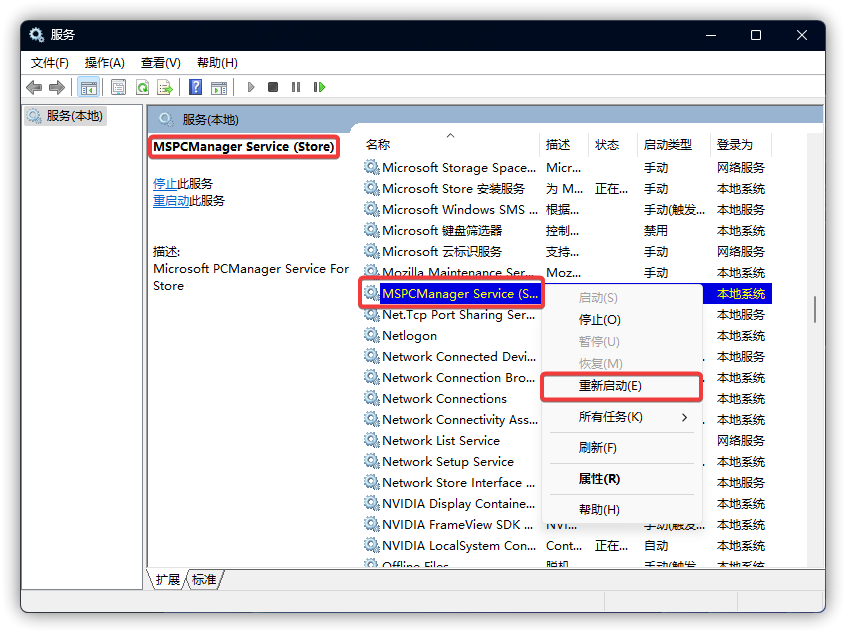 服务
文件(F) 操作(A) 查看(V) 帮助(H)
服务(本地)
服务(本地)
MSPCManager Service (Store)
停止此服务
重启动此服务
描述:
Microsoft PCManager Service For
Store
名称 描述 状态 启动类型 登录为
Microsoft Storage Space... Micr... 手动 网络服务
Microsoft Store 安装服务 为 M... 正在... 手动 本地系统
Microsoft Windows SMS ... 根据... 手动(触发... 本地服务
Microsoft 键盘筛选器 控制... 禁用 本地系统
Microsoft 云标识服务 支持... 手动 网络服务
Mozilla Maintenance Ser... Moz... 手动 本地系统
MSPCManager Service (S... 本地系统
Net.Tcp Port Sharing Ser... 本地服务
Netlogon 本地系统
Network Connected Devi... 本地服务
Network Connection Bro... 本地系统
Network Connections 本地系统
Network Connectivity Ass... 本地系统
Network List Service 网络服务
Network Setup Service 本地系统
Network Store Interface ... 本地服务
NVIDIA Display Containe... 本地系统
NVIDIA FrameView SDK ... NVI... 手动(触发... 本地系统
NVIDIA LocalSystem Con... Cont... 正在... 自动 本地系统
Offline Files 脱机... 手动(触发... 本地系统
启动(S)
停止(O)
暂停(U)
恢复(M)
重新启动(E)
所有任务(K)
刷新(F)
属性(R)
帮助(H)
扩展 标准